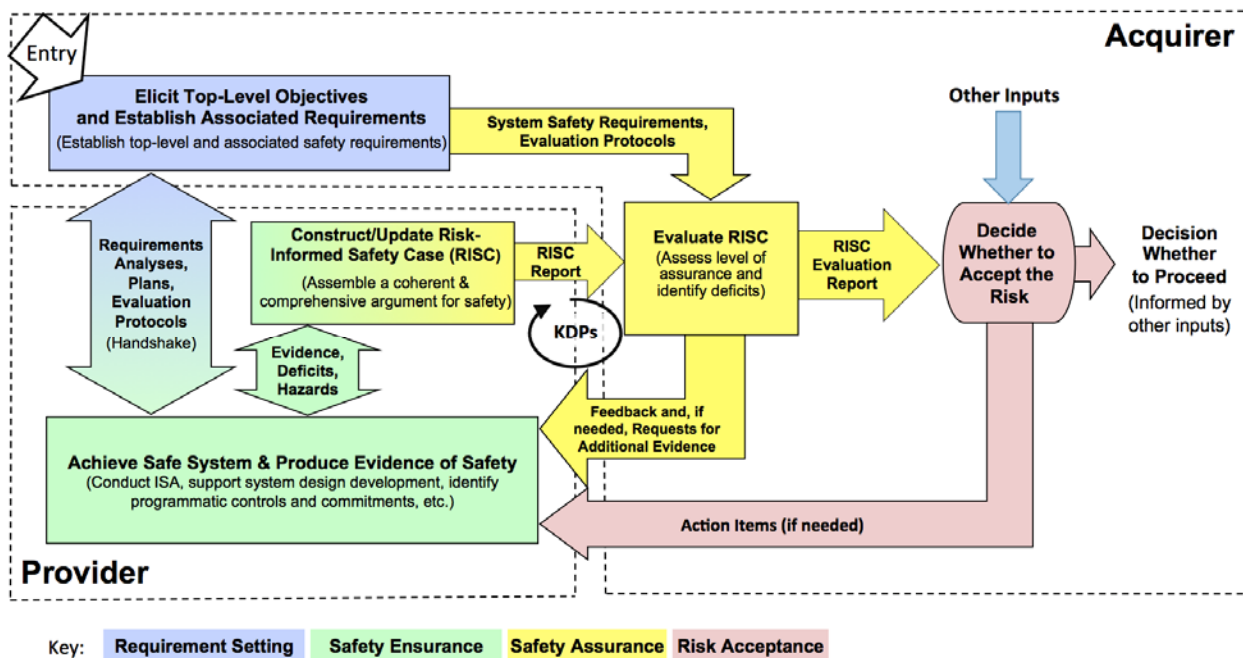 Entry
Acquirer
Elicit Top-Level Objectives
and Establish Associated Requirements
(Establish top-level and associated safety requirements)
System Safety Requirements,
Evaluation Protocols
Other Inputs
Requirements
Analyses,
Plans,
Evaluation
Protocols
(Handshake)
Construct/Update Risk-
Informed Safety Case (RISC)
(Assemble a coherent &
comprehensive argument for safety)
RISC
Report
Evaluate RISC
(Assess level of
assurance and
identify deficits)
RISC
Evaluation
Report
Decide
Whether to
Accept the
Risk
Decision
Whether
to Proceed
(Informed by
other inputs)
KDPs
Evidence,
Deficits,
Hazards
Feedback and, if
needed, Requests for
Additional Evidence
Achieve Safe System & Produce Evidence of Safety
(Conduct ISA, support system design development, identify
programmatic controls and commitments, etc.)
Action Items (if needed)
Provider
Key: Requirement Setting Safety Ensurance Safety Assurance Risk Acceptance